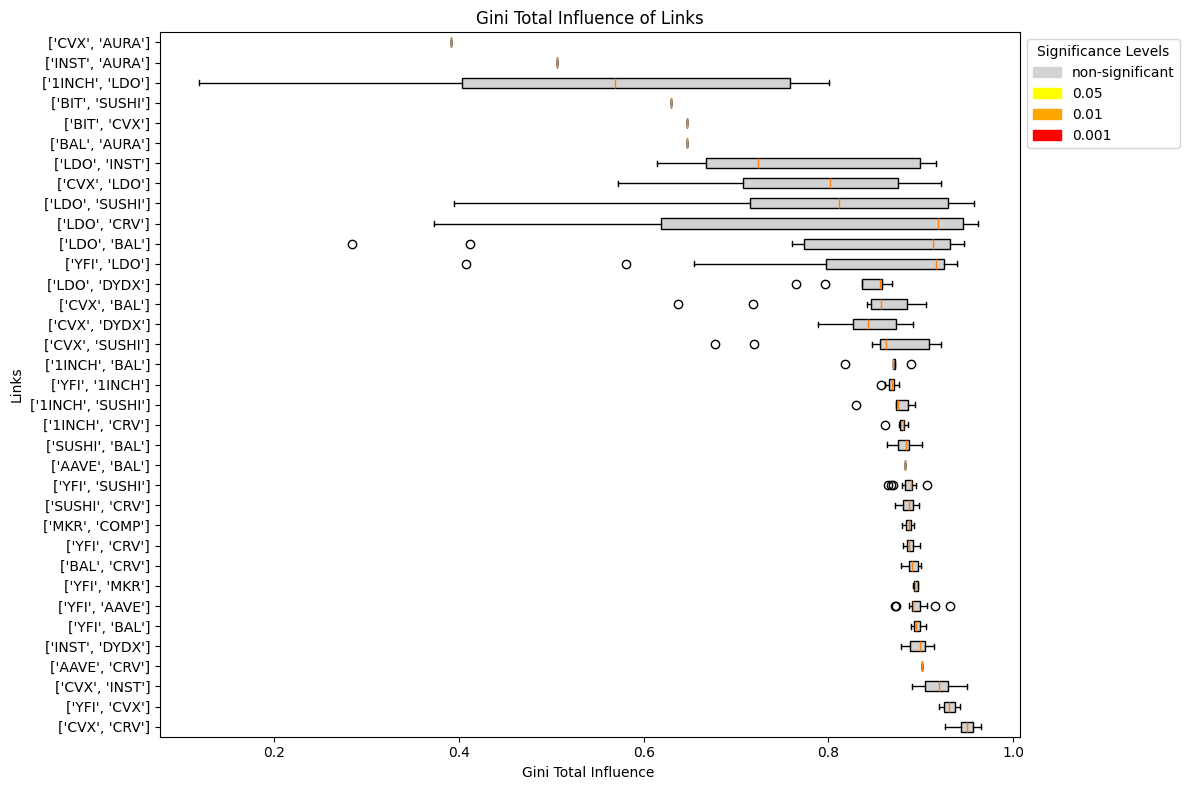 Gini Total Influence of Links
['CVX', 'AURA']
['INST', 'AURA']
['1INCH', 'LDO']
['BIT', 'SUSHI']
['BIT', 'CVX']
['BAL', 'AURA']
['LDO', 'INST']
['CVX', 'LDO']
['LDO', 'SUSHI']
['LDO', 'CRV']
['LDO', 'BAL']
['YFI', 'LDO']
['LDO', 'DYDX']
['CVX', 'BAL']
['CVX', 'DYDX']
['CVX', 'SUSHI']
['1INCH', 'BAL']
['YFI', '1INCH']
['1INCH', 'SUSHI']
['1INCH', 'CRV']
['SUSHI', 'BAL']
['AAVE', 'BAL']
['YFI', 'SUSHI']
['SUSHI', 'CRV']
['MKR', 'COMP']
['YFI', 'CRV']
['BAL', 'CRV']
['YFI', 'MKR']
['YFI', 'AAVE']
['YFI', 'BAL']
['INST', 'DYDX']
['AAVE', 'CRV']
['CVX', 'INST']
['YFI', 'CVX']
['CVX', 'CRV']
Links
0.2 0.4 0.6 0.8 1.0
Gini Total Influence
Significance Levels
non-significant
0.05
0.01
0.001